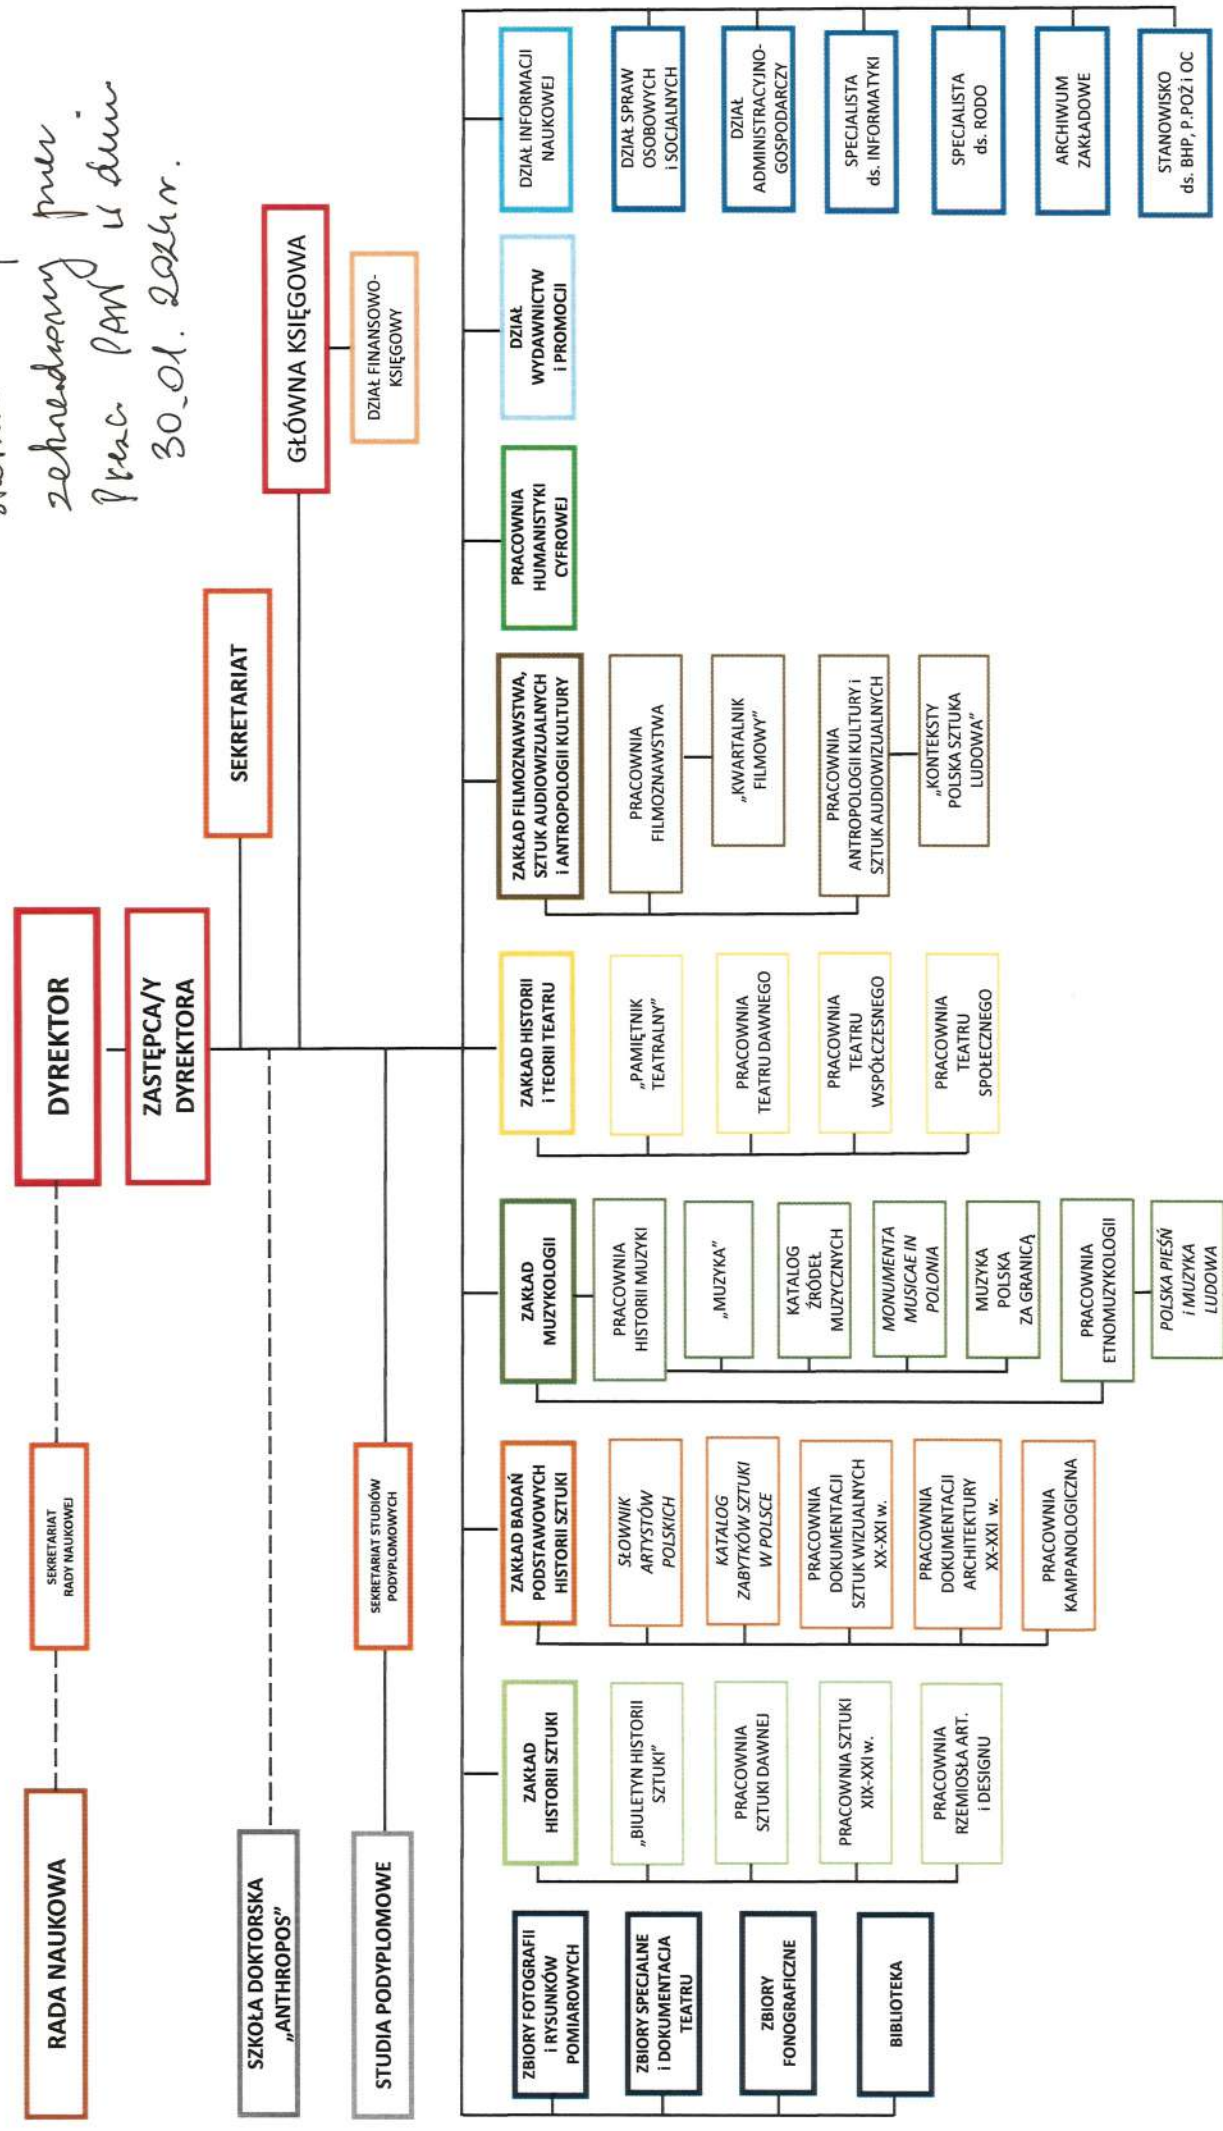 zatwierdzony przez
Preza PAN w dniu
30.01.2024 r.
DYREKTOR
ZASTĘPCA/Y
DYREKTORA
RADA NAUKOWA
SEKRETARIAT
RADY NAUKOWEJ
SEKRETARIAT
GŁÓWNA KSIĘGOWA
DZIAŁ FINANSOWO-
KSIĘGOWY
SZKOŁA DOKTORSKA
„ANTHROPOS”
STUDIA PODYPLOMOWE
SEKRETARIAT STUDIÓW
PODYPLOMOWYCH
ZBIORY FOTOGRAFII
i RYSUNKÓW
POMIAROWYCH
ZBIORY SPECJALNE
i DOKUMENTACJA
TEATRU
ZBIORY
FONOGRAFICZNE
BIBLIOTEKA
ZAKŁAD
HISTORII SZTUKI
„BIULETYN HISTORII
SZTUKI”
PRACOWNIA
SZTUKI DAWNEJ
PRACOWNIA SZTUKI
XIX-XXI w.
PRACOWNIA
RZEMIOSŁA ART.
i DESIGNU
ZAKŁAD BADAŃ
PODSTAWOWYCH
HISTORII SZTUKI
SŁOWNIK
ARTYSTÓW
POLSKICH
KATALOG
ZABYTKÓW SZTUKI
W POLSCE
PRACOWNIA
DOKUMENTACJI
SZTUK WIZUALNYCH
XX-XXI w.
PRACOWNIA
DOKUMENTACJI
ARCHITEKTURY
XX-XXI w.
PRACOWNIA
KAMPANOLOGICZNA
ZAKŁAD
MUZYKOLOGII
PRACOWNIA
HISTORII MUZYKI
„MUZYKA”
KATALOG
ŹRÓDEŁ
MUZYCZNYCH
MONUMENTA
MUSICAE IN
POLONIA
MUZYKA
POLSKA
ZA GRANICĄ
PRACOWNIA
ETNOMUZYKOLOGII
POLSKA PIEŚŃ
i MUZYKA
LUDOWA
ZAKŁAD HISTORII
i TEORII TEATRU
„PAMIĘTNIK
TEATRALNY”
PRACOWNIA
TEATRU DAWNEGO
PRACOWNIA
TEATRU
WSPÓŁCZESNEGO
PRACOWNIA
TEATRU
SPOŁECZNEGO
ZAKŁAD FILMOZNAWSTWA,
SZTUK AUDIOWIZUALNYCH
i ANTROPOLOGII KULTURY
PRACOWNIA
FILMOZNAWSTWA
„KWARTALNIK
FILMOWY”
PRACOWNIA
ANTROPOLOGII KULTURY i
SZTUK AUDIOWIZUALNYCH
„KONTEKSTY
POLSKA SZTUKA
LUDOWA”
PRACOWNIA
HUMANISTYKI
CYFROWEJ
DZIAŁ
WYDAWNICTW
i PROMOCJI
DZIAŁ INFORMACJI
NAUKOWEJ
DZIAŁ SPRAW
OSOBOWYCH
i SOCJALNYCH
DZIAŁ
ADMINISTRACYJNO-
GOSPODARCZY
SPECJALISTA
ds. INFORMATYKI
SPECJALISTA
ds. RODO
ARCHIWUM
ZAKŁADOWE
STANOWISKO
ds. BHP, P.POŻ i OC